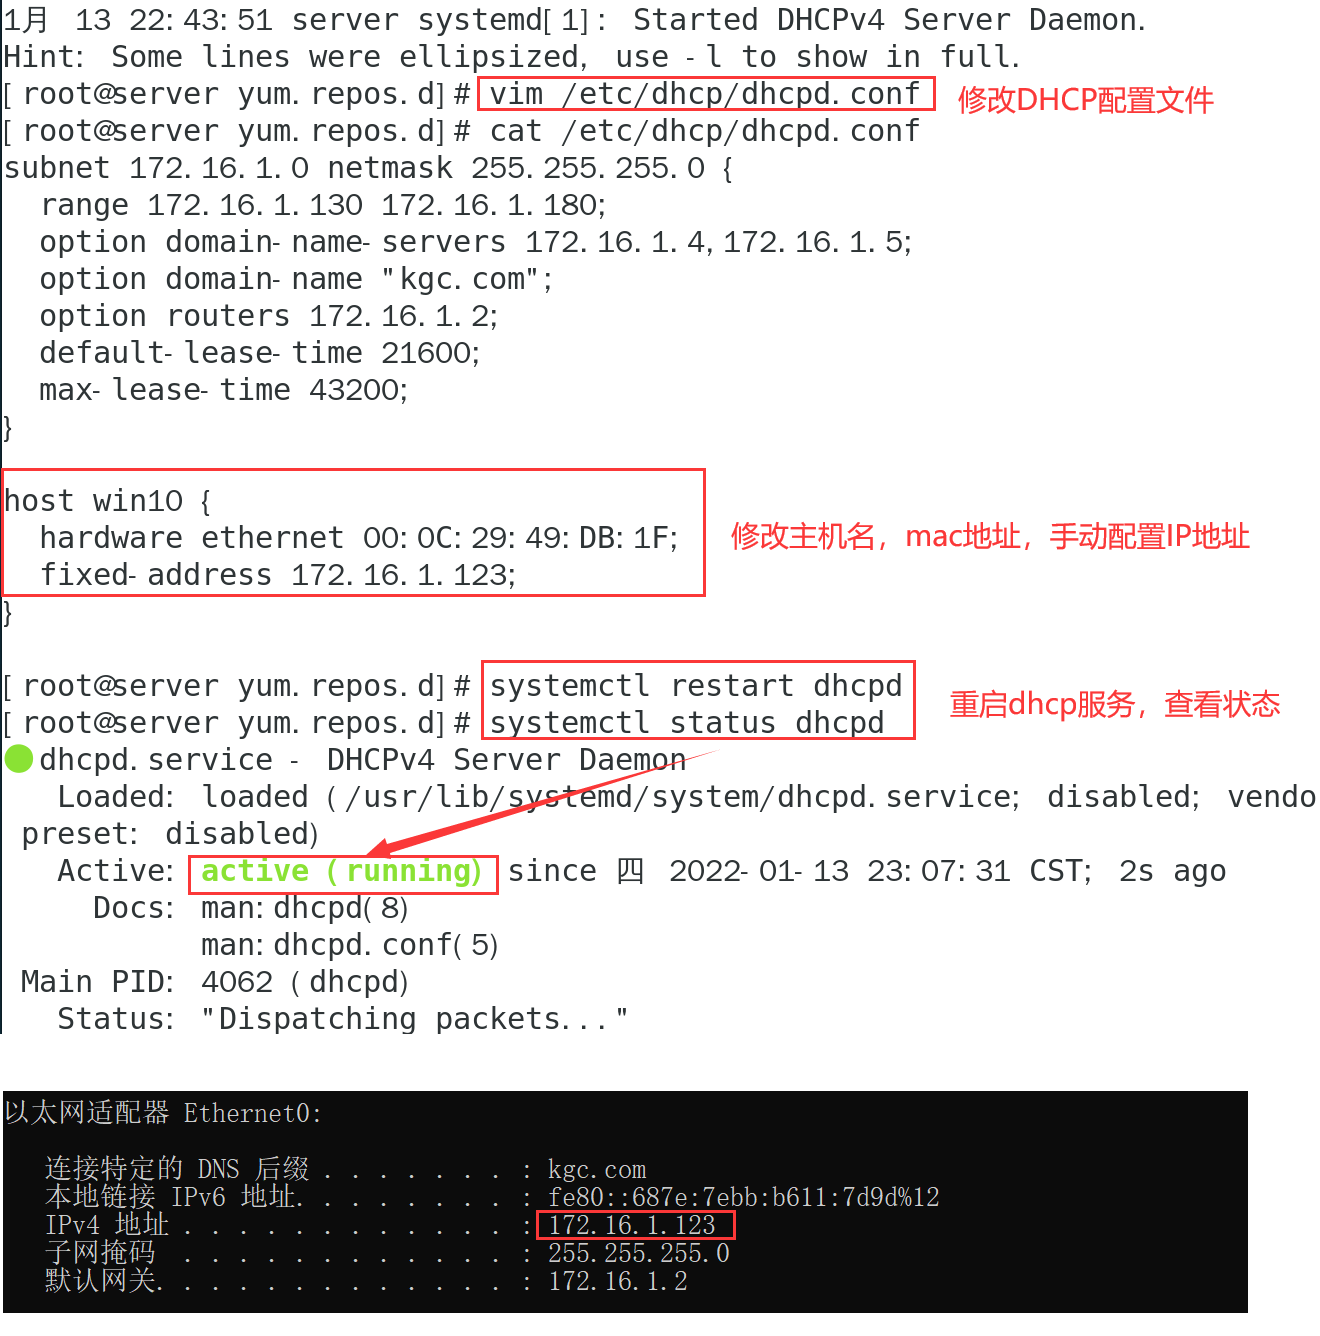 1月 13 22:43:51 server systemd[1]: Started DHCPv4 Server Daemon.
Hint: Some lines were ellipsized, use -l to show in full.
[root@server yum.repos.d]# vim /etc/dhcp/dhcpd.conf 修改DHCP配置文件
[root@server yum.repos.d]# cat /etc/dhcp/dhcpd.conf
subnet 172.16.1.0 netmask 255.255.255.0 {
range 172.16.1.130 172.16.1.180;
option domain-name-servers 172.16.1.4,172.16.1.5;
option domain-name "kgc.com";
option routers 172.16.1.2;
default-lease-time 21600;
max-lease-time 43200;
}
host win10 {
hardware ethernet 00:0C:29:49:DB:1F;
修改主机名，mac地址，手动配置IP地址
fixed-address 172.16.1.123;
}
[root@server yum.repos.d]# systemctl restart dhcpd
重启dhcp服务，查看状态
[root@server yum.repos.d]# systemctl status dhcpd
dhcpd.service - DHCPv4 Server Daemon
Loaded: loaded (/usr/lib/systemd/system/dhcpd.service; disabled; vendo
preset: disabled)
Active: active (running) since 四 2022-01-13 23:07:31 CST; 2s ago
Docs: man:dhcpd(8)
man:dhcpd.conf(5)
Main PID: 4062 (dhcpd)
Status: "Dispatching packets..."
以太网适配器 Ethernet0:
连接特定的 DNS 后缀 . . . . . . . : kgc.com
本地链接 IPv6 地址. . . . . . . . : fe80::687e:7ebb:b611:7d9d%12
IPv4 地址 . . . . . . . . . . . . : 172.16.1.123
子网掩码 . . . . . . . . . . . . : 255.255.255.0
默认网关. . . . . . . . . . . . . : 172.16.1.2